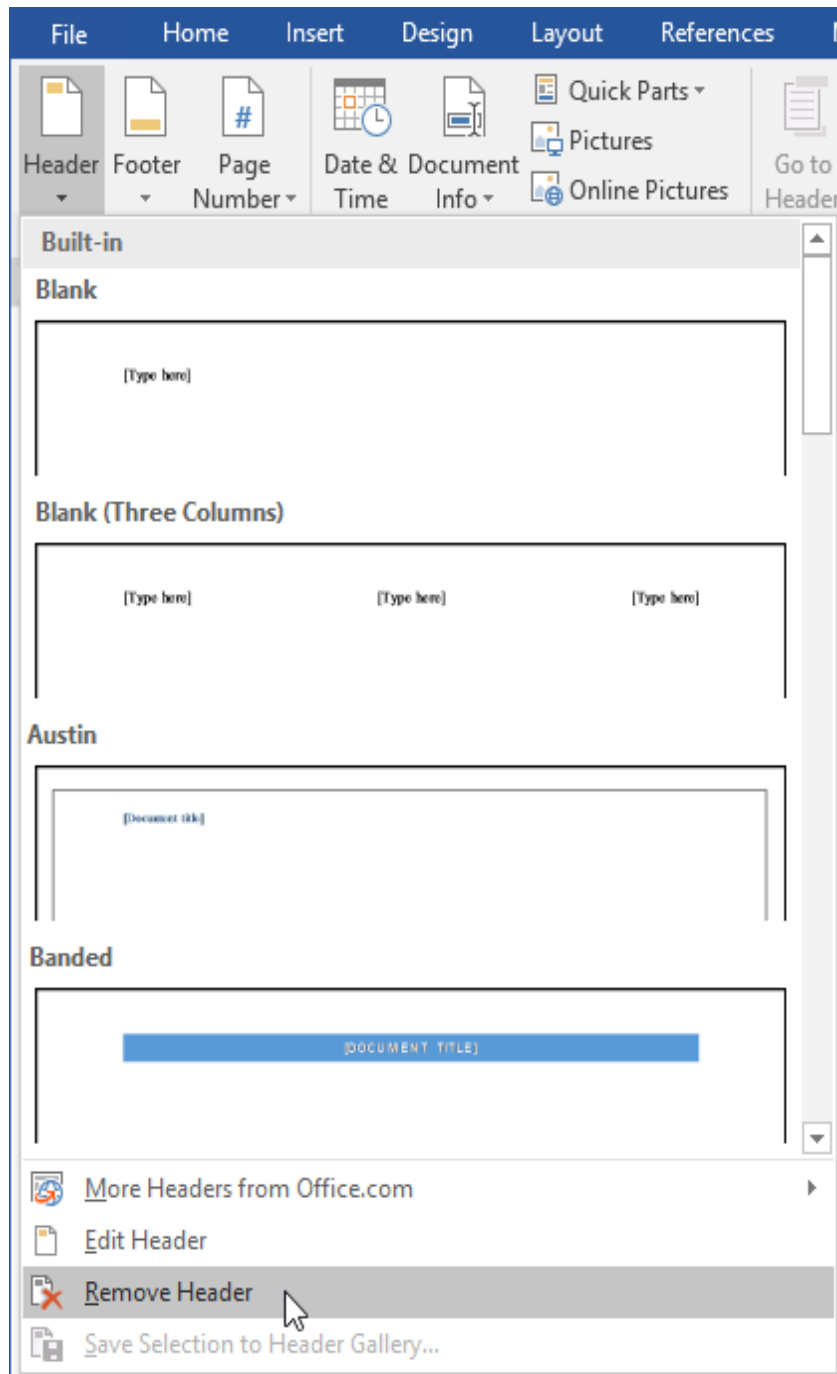 File Home Insert Design Layout References
Header Footer Page Number Date & Time Document Info Quick Parts
Pictures
Online Pictures
Go to Header
Built-in
Blank
[Type here]
Blank (Three Columns)
[Type here] [Type here] [Type here]
Austin
[Document title]
Banded
[DOCUMENT TITLE]
More Headers from Office.com
Edit Header
Remove Header
Save Selection to Header Gallery...